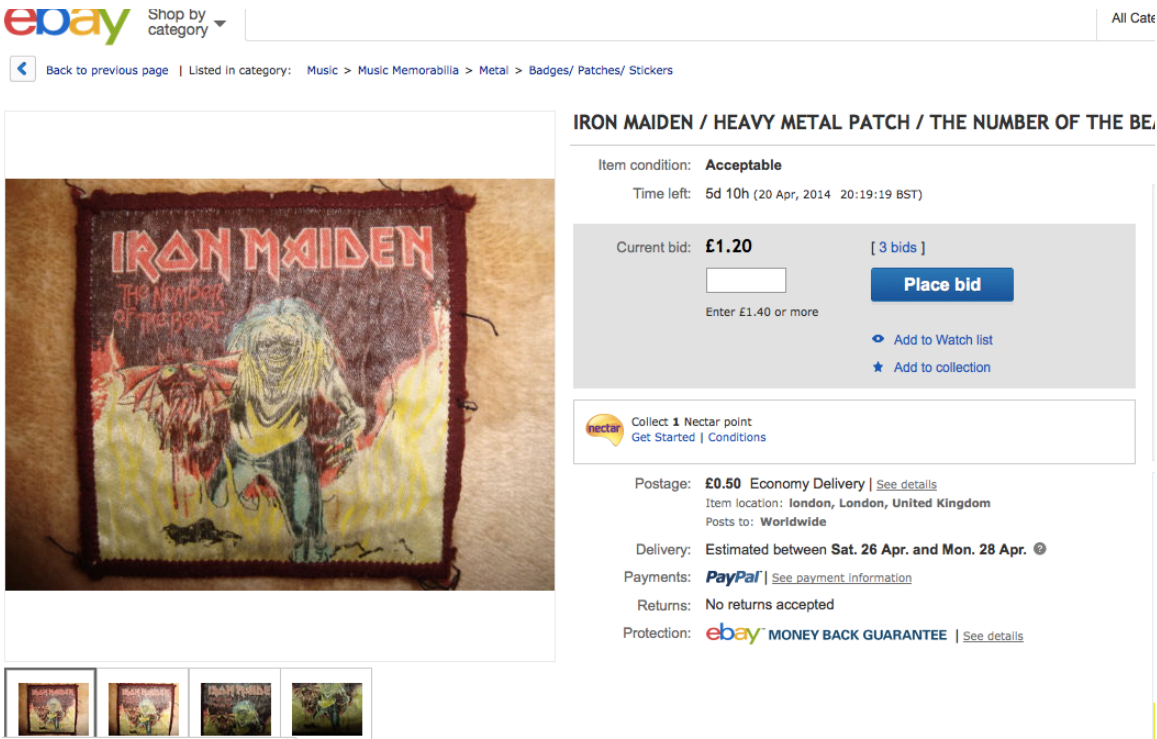 ebay
Shop by
category
All Cate
Back to previous page | Listed in category: Music > Music Memorabilia > Metal > Badges/ Patches/ Stickers
IRON MAIDEN / HEAVY METAL PATCH / THE NUMBER OF THE BEA
Item condition: Acceptable
Time left: 5d 10h (20 Apr, 2014 20:19:19 BST)
Current bid: £1.20 [ 3 bids ]
Place bid
Enter £1.40 or more
Add to Watch list
Add to collection
nectar
Collect 1 Nectar point
Get Started | Conditions
Postage: £0.50 Economy Delivery | See details
Item location: london, London, United Kingdom
Posts to: Worldwide
Delivery: Estimated between Sat. 26 Apr. and Mon. 28 Apr. ?
Payments: PayPal | See payment information
Returns: No returns accepted
Protection: ebay MONEY BACK GUARANTEE | See details
IRON MAIDEN
THE NUMBER
OF THE BEAST
IRON MAIDEN
IRON MAIDEN
IRON MAIDE